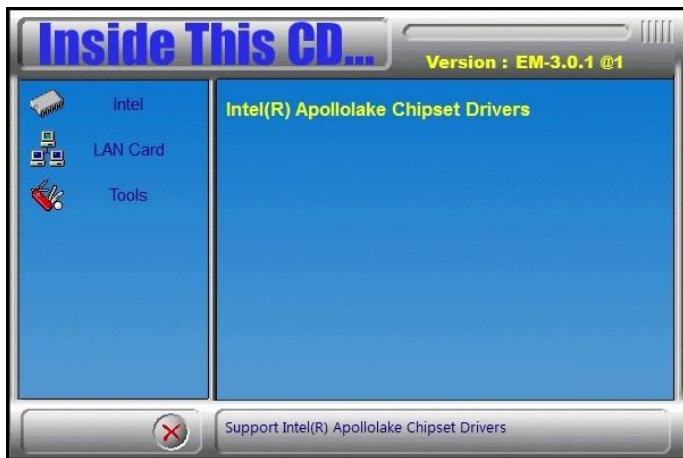 Inside This CD...
Version : EM-3.0.1 @1
Intel
LAN Card
Tools
Intel(R) Apollolake Chipset Drivers
Support Intel(R) Apollolake Chipset Drivers